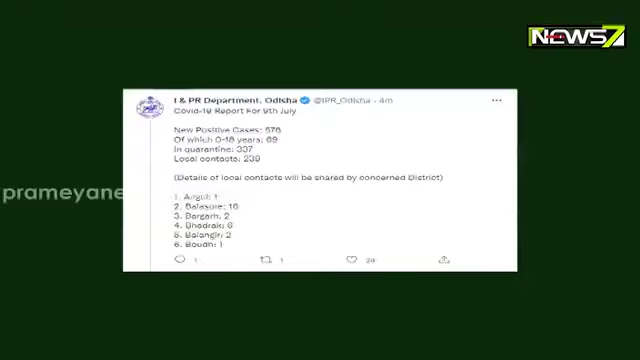 NEWS7
I & PR Department, Odisha @IPR_Odisha · 4m
Covid-19 Report For 9th July
New Positive Cases: 576
Of which 0-18 years: 69
In quarantine: 337
Local contacts: 239
(Details of local contacts will be shared by concerned District)
prameyane
1. Angul: 1
2. Balasore: 16
3. Bargarh: 2
4. Bhadrak: 6
5. Balangir: 2
6. Boudh: 1
1 1 24